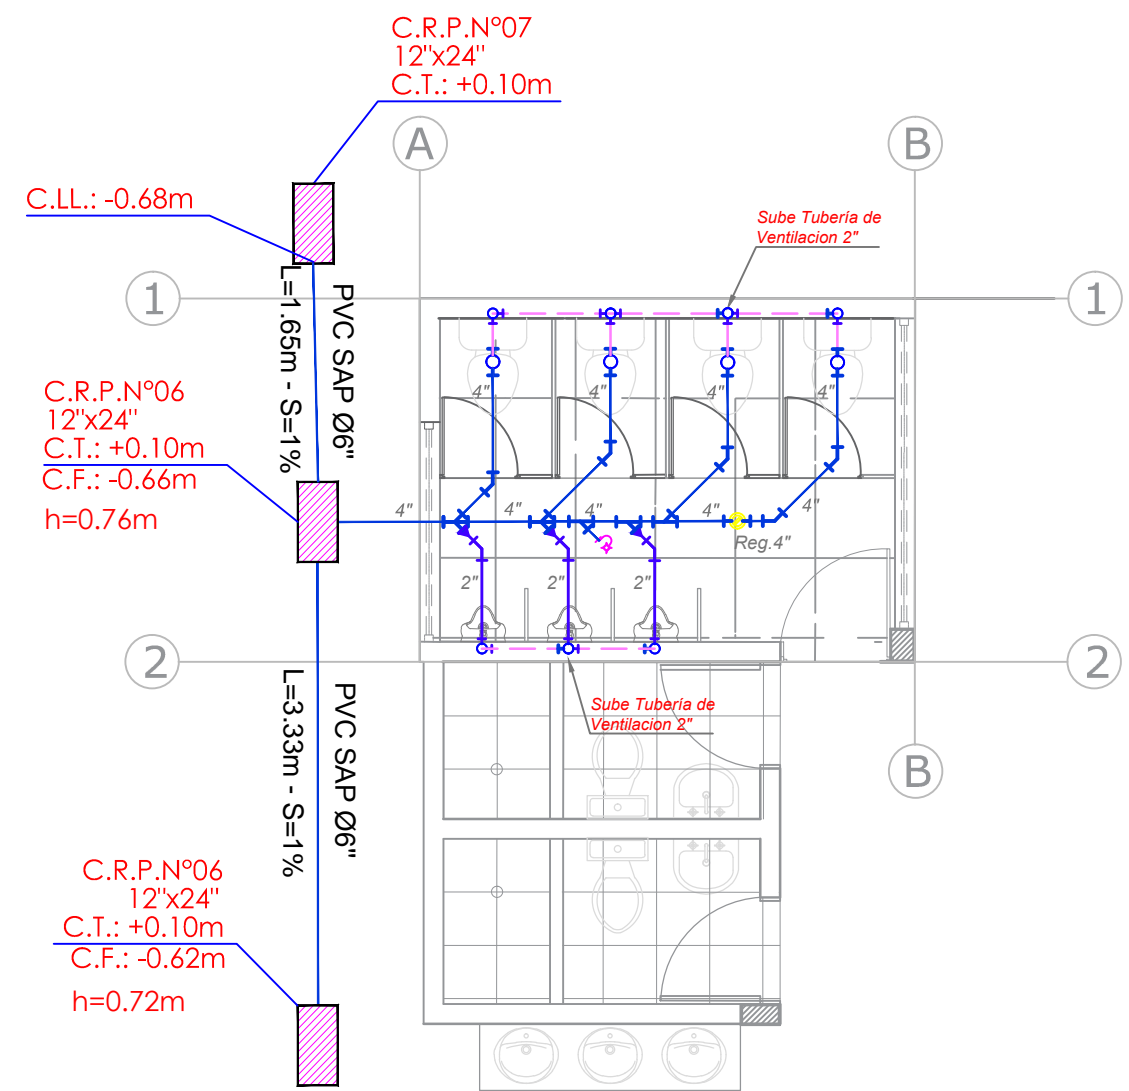 C.R.P.N°07
12"x24"
C.T.: +0.10m
A
B
C.LL.: -0.68m
Sube Tubería de
Ventilacion 2"
1
1
PVC SAP Ø6"
L=1.65m - S=1%
C.R.P.N°06
12"x24"
C.T.: +0.10m
C.F.: -0.66m
h=0.76m
4"
4"
4"
4"
4"
4"
4"
4"
4"
Reg.4"
2"
2"
2"
2
2
Sube Tubería de
Ventilacion 2"
PVC SAP Ø6"
L=3.33m - S=1%
B
C.R.P.N°06
12"x24"
C.T.: +0.10m
C.F.: -0.62m
h=0.72m